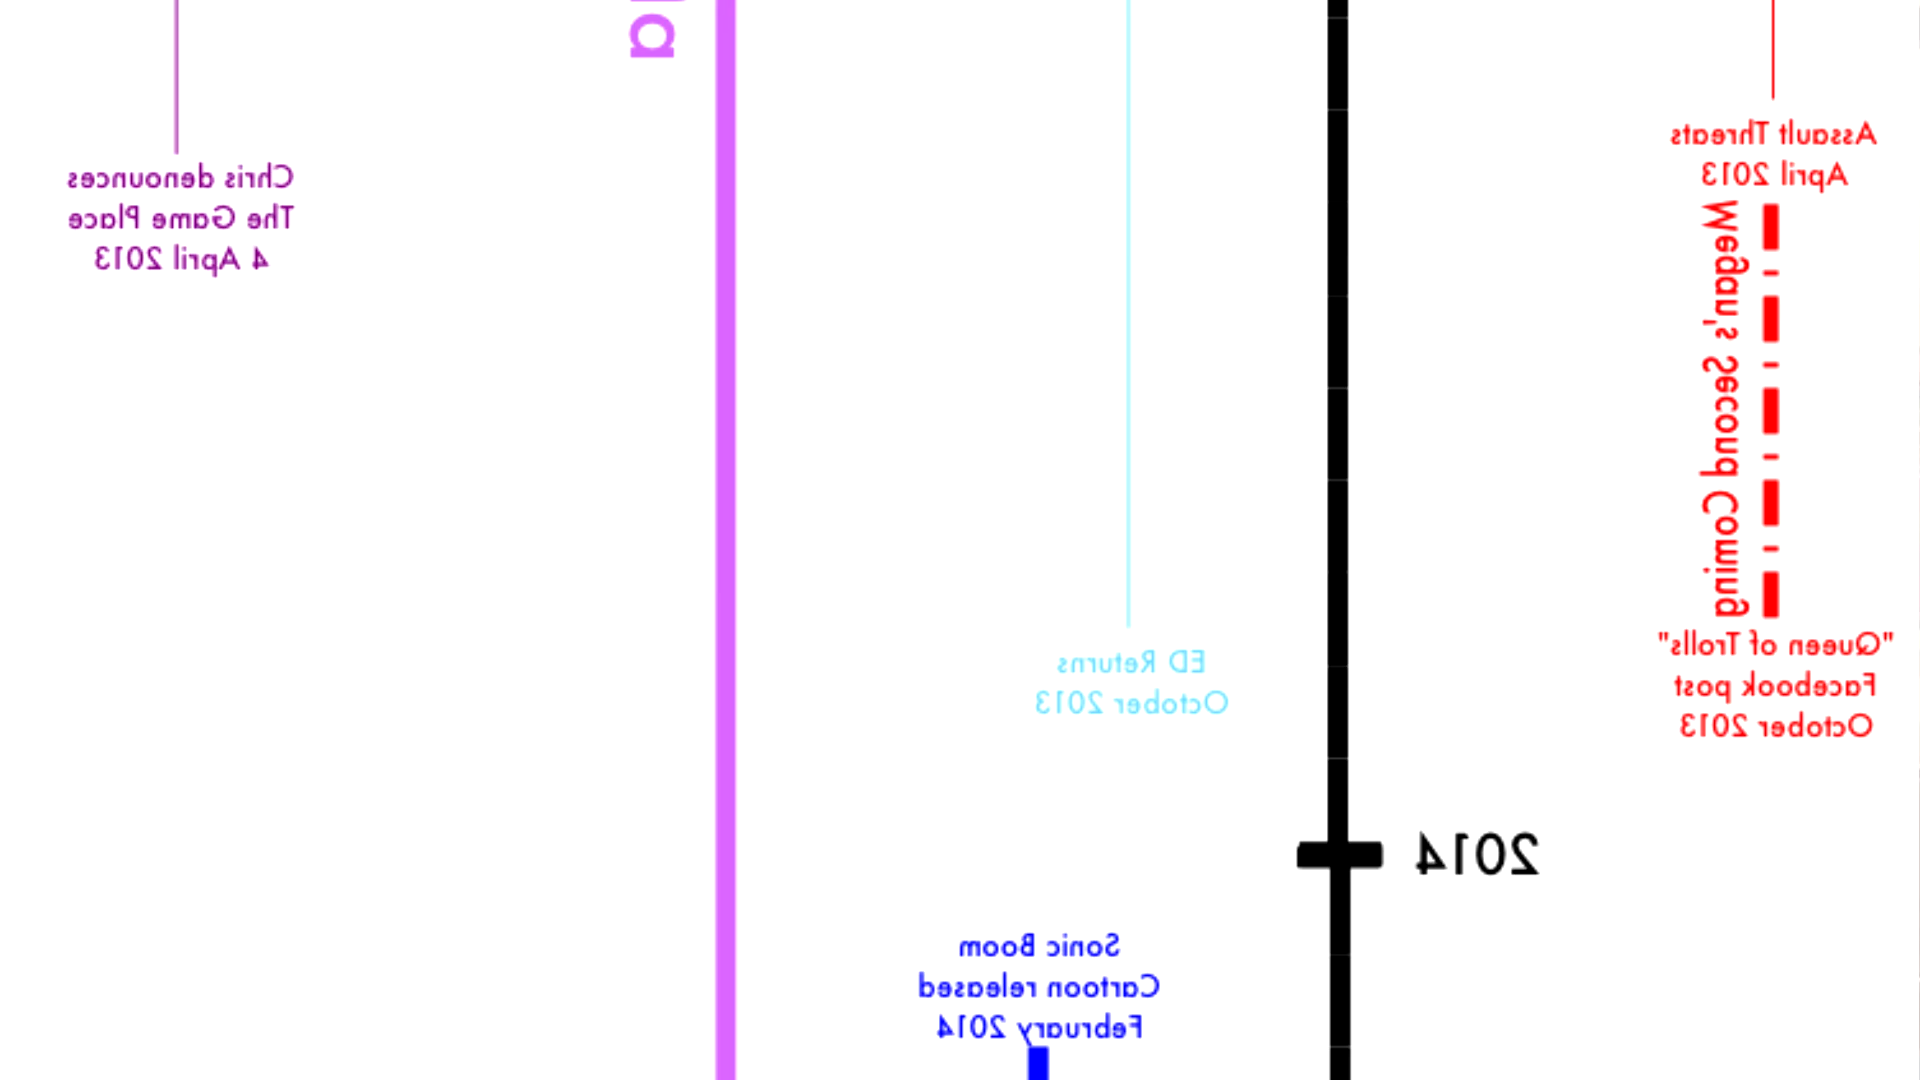 Assault Threats
April 2013
Chris denounces
The Game Place
4 April 2013
Megan's Second Coming
"Queen of Trolls"
Facebook post
October 2013
ED Returns
October 2013
2014
Sonic Boom
Cartoon released
February 2014